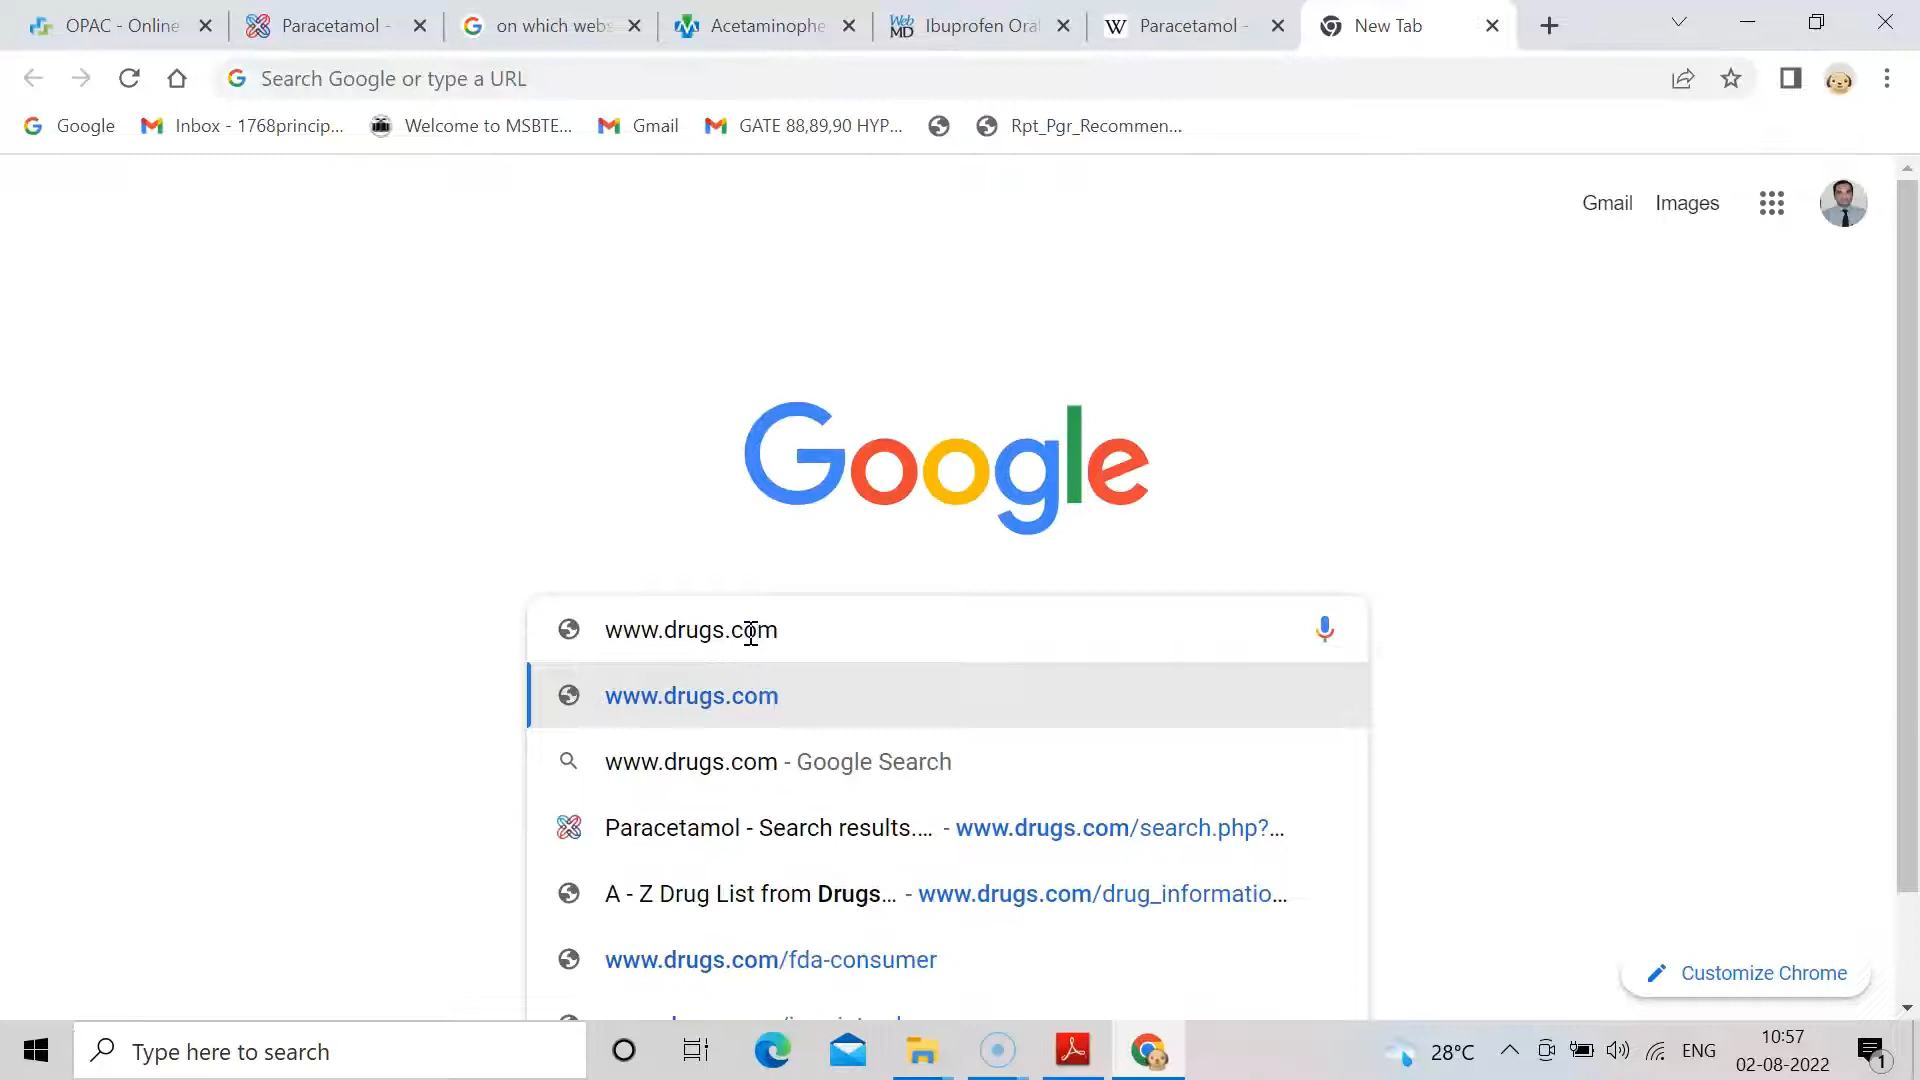 OPAC - Online
Paracetamol -
on which webs
Acetaminophe
Web MD
Ibuprofen Oral
W
Paracetamol -
New Tab
Search Google or type a URL
Google
Inbox - 1768princip...
Welcome to MSBTE...
Gmail
GATE 88,89,90 HYP...
Rpt_Pgr_Recommen...
Gmail
Images
Google
www.drugs.com
www.drugs.com
www.drugs.com - Google Search
Paracetamol - Search results.... - www.drugs.com/search.php?...
A - Z Drug List from Drugs... - www.drugs.com/drug_informatio...
www.drugs.com/fda-consumer
Customize Chrome
Type here to search
28°C
ENG
10:57
02-08-2022
1